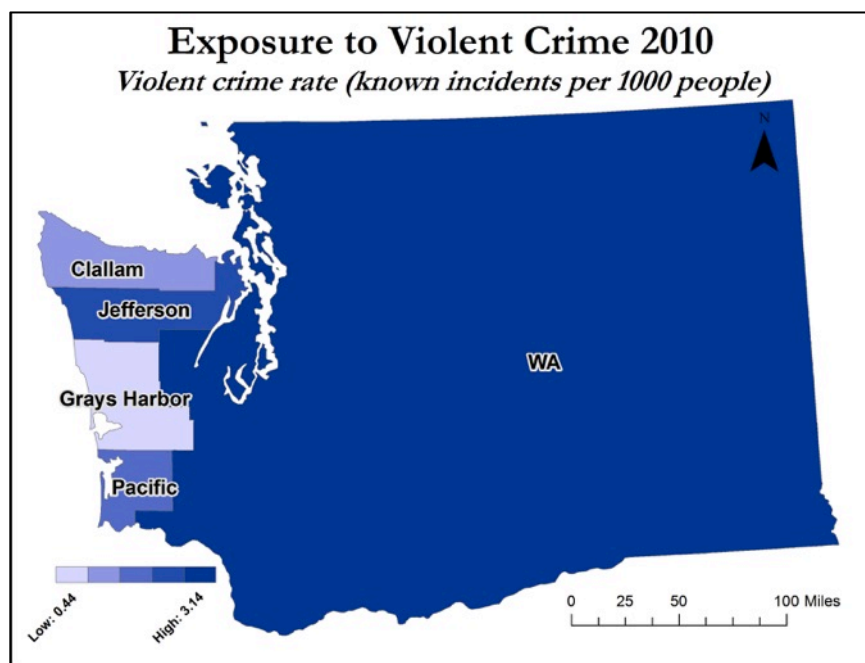 Exposure to Violent Crime 2010
Violent crime rate (known incidents per 1000 people)
N
Clallam
Jefferson
WA
Grays Harbor
Pacific
Low: 0.44
High: 3.14
0 25 50 100 Miles